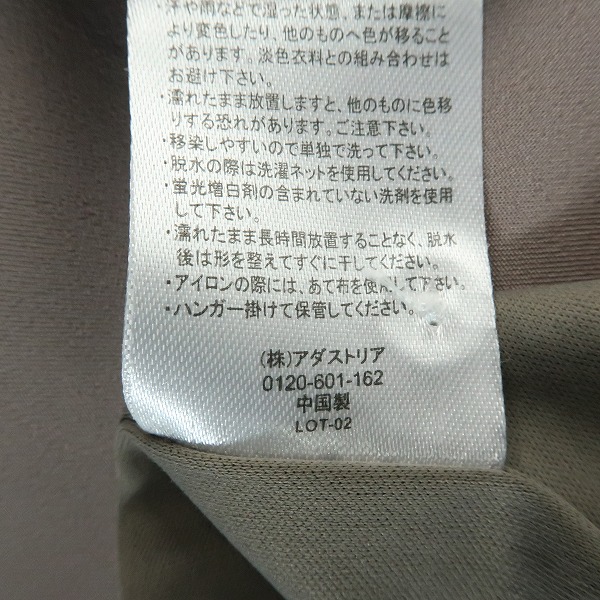 ・汗や雨などで湿った状態、または摩擦に
より変色したり、他のものへ色が移ること
があります。淡色衣料との組み合わせは
お避け下さい。
・濡れたまま放置しますと、他のものに色移
りする恐れがあります。ご注意下さい。
・移染しやすいので単独で洗って下さい。
・脱水の際は洗濯ネットを使用してください。
・蛍光増白剤の含まれていない洗剤を使用
して下さい。
・濡れたまま長時間放置することなく、脱水
後は形を整えてすぐに干してください。
・アイロンの際には、あて布を使んして下さい。
・ハンガー掛けて保管してください。
(株)アダストリア
0120-601-162
中国製
LOT-02